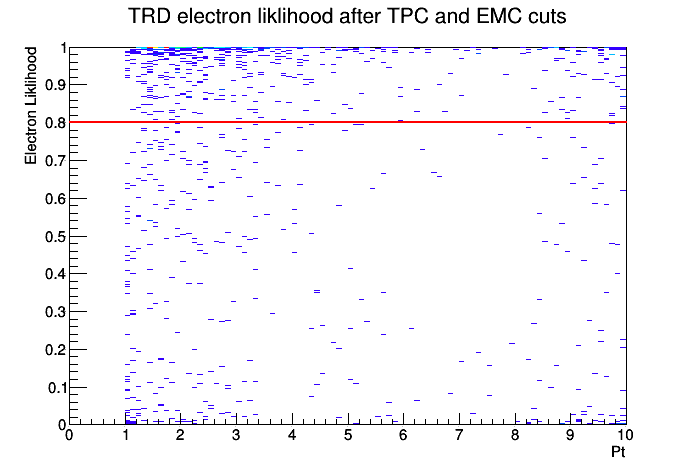 TRD electron liklihood after TPC and EMC cuts
Electron Liklihood
1
0.9
0.8
0.7
0.6
0.5
0.4
0.3
0.2
0.1
0
0 1 2 3 4 5 6 7 8 9 10
Pt